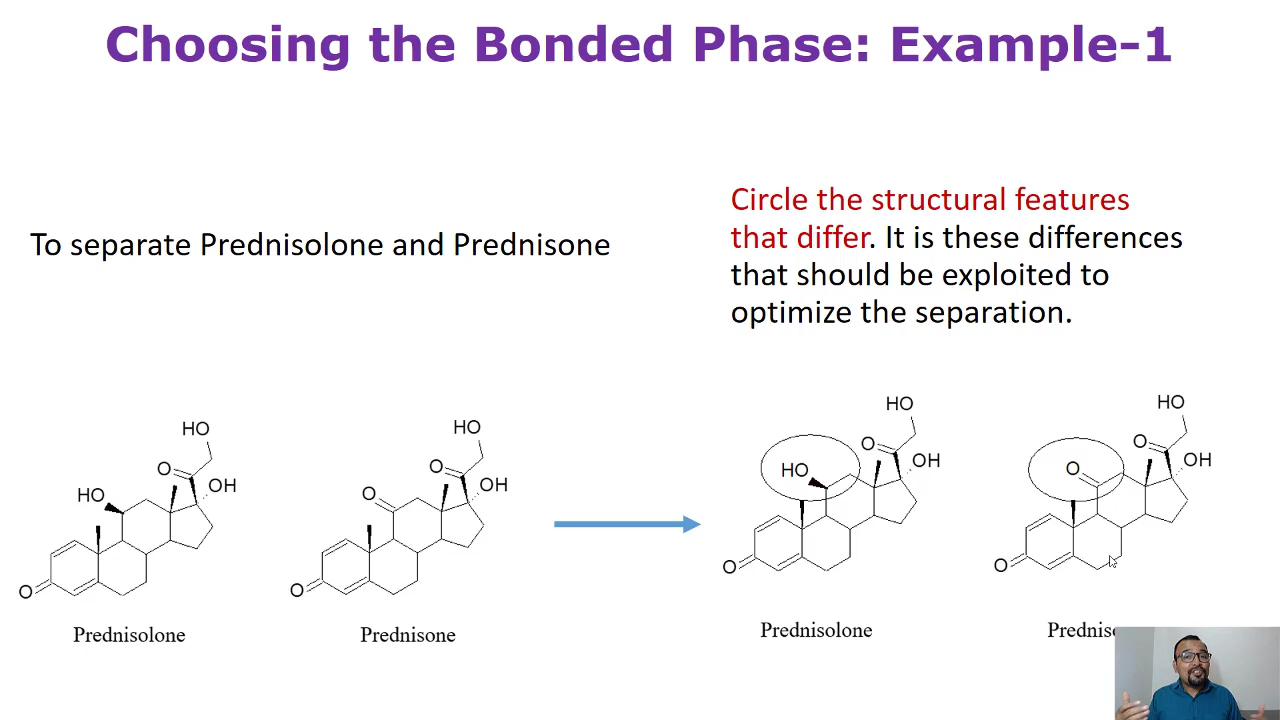 Choosing the Bonded Phase: Example-1
To separate Prednisolone and Prednisone
Circle the structural features
that differ. It is these differences
that should be exploited to
optimize the separation.
HO
O
OH
HO
O
Prednisolone
HO
O
OH
O
O
Prednisone
HO
O
OH
HO
O
Prednisolone
HO
O
OH
O
O